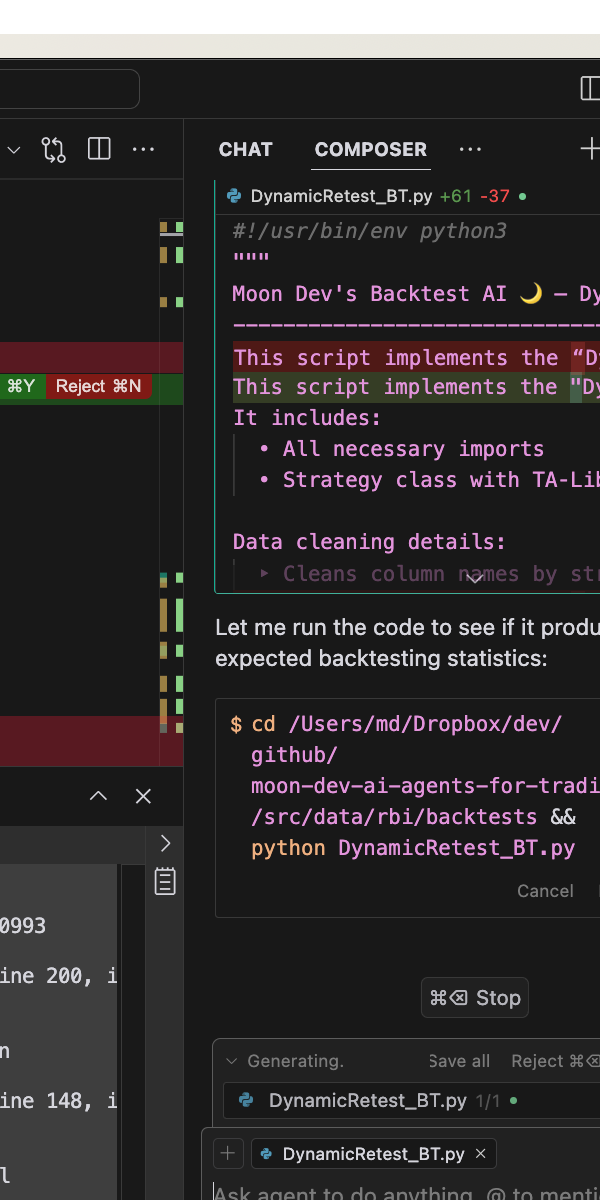 CHAT COMPOSER ···
DynamicRetest_BT.py +61 -37 •
#!/usr/bin/env python3
"""
Moon Dev's Backtest AI 🌙 – Dy
This script implements the “Dy
⌘Y Reject ⌘N
This script implements the "Dy
It includes:
• All necessary imports
• Strategy class with TA-Lib
Data cleaning details:
‣ Cleans column names by str
Let me run the code to see if it produ
expected backtesting statistics:
$ cd /Users/md/Dropbox/dev/
github/
moon-dev-ai-agents-for-tradi
/src/data/rbi/backtests &&
python DynamicRetest_BT.py
Cancel
0993
ine 200, i
n
ine 148, i
l
⌘⌫ Stop
Generating. Save all Reject ⌘⌫
DynamicRetest_BT.py 1/1 •
+ DynamicRetest_BT.py ×
Ask agent to do anything, @ to menti